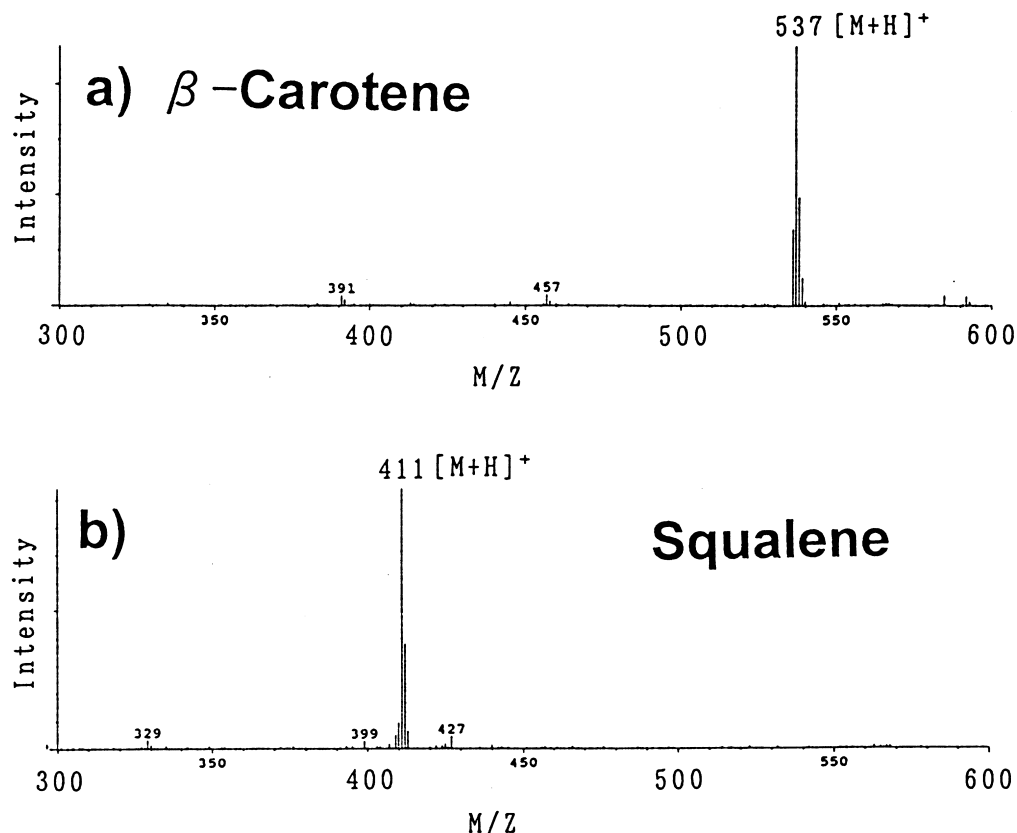 537 [M+H]+
a) β-Carotene
Intensity
391
457
300 350 400 450 500 550 600
M/Z
411 [M+H]+
b)
Squalene
Intensity
329
399
427
300 350 400 450 500 550 600
M/Z